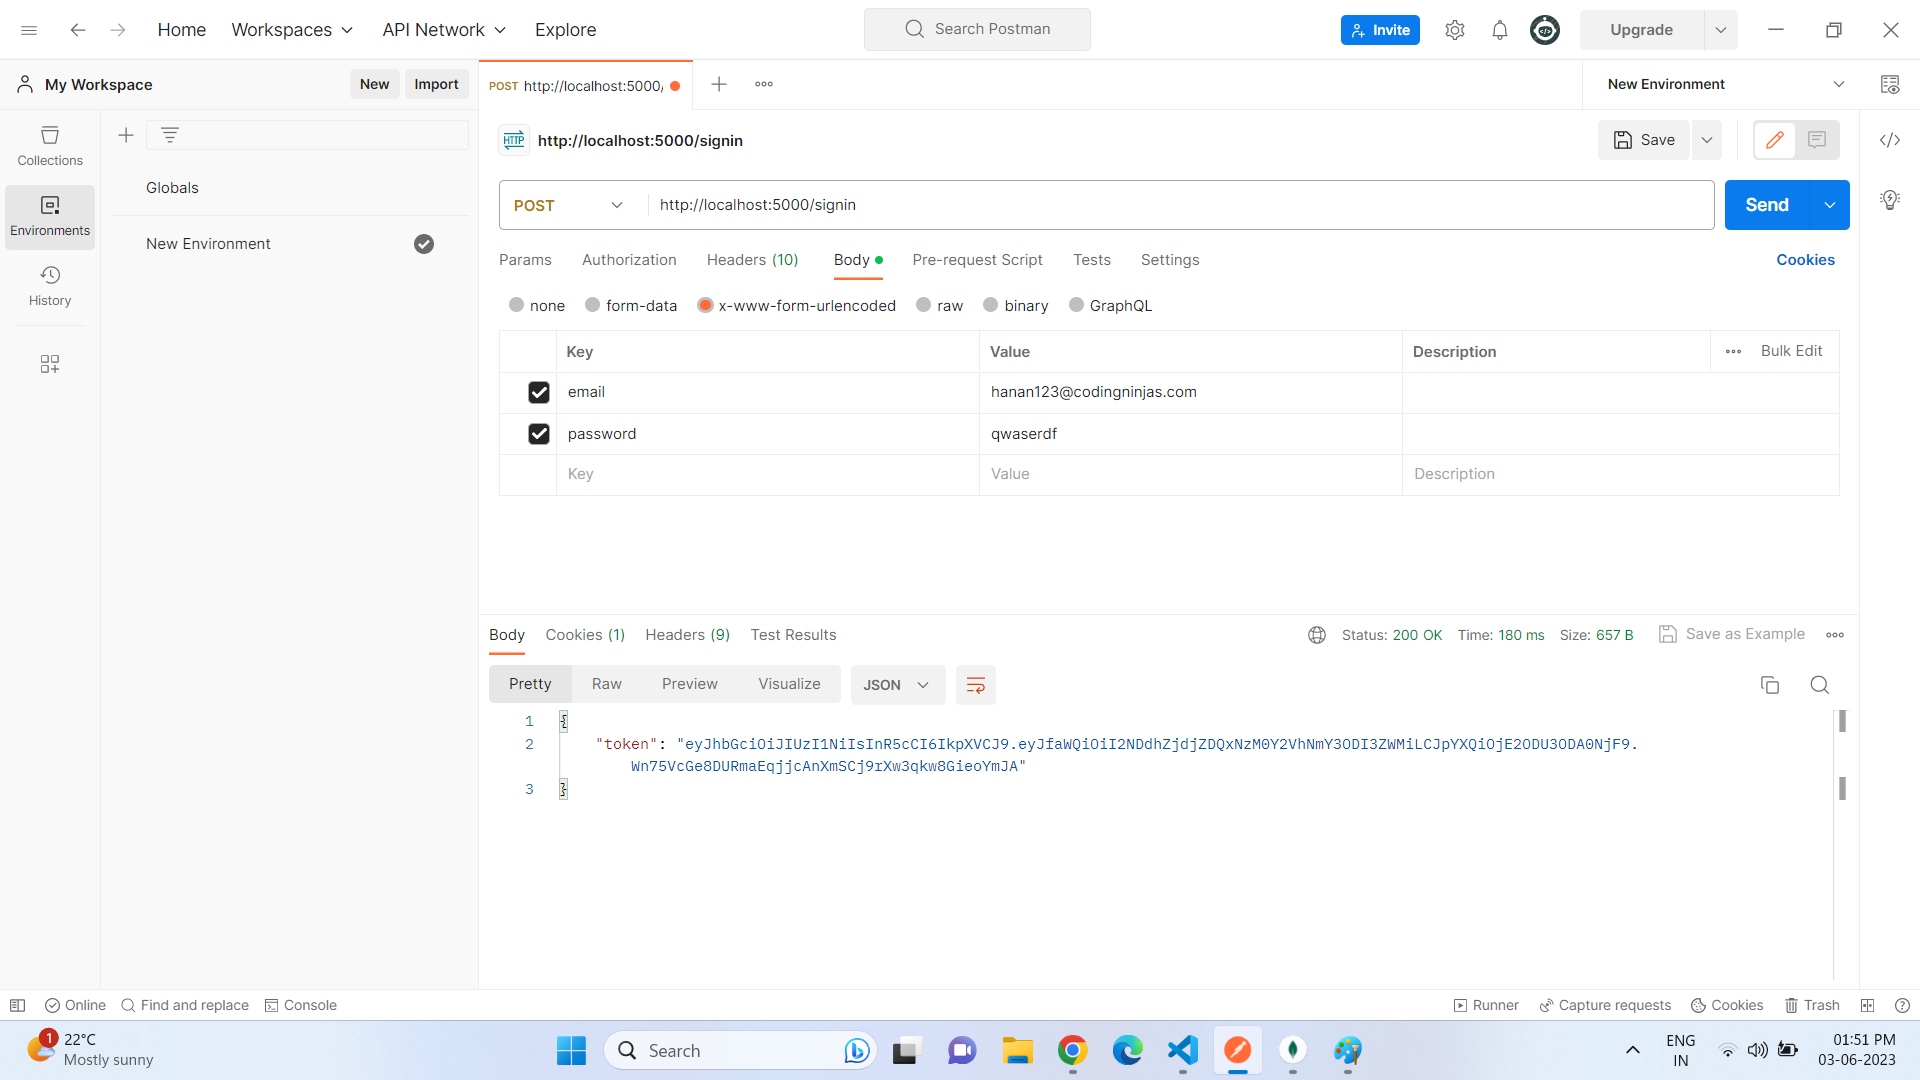 Home Workspaces API Network Explore Search Postman Invite Upgrade
My Workspace New Import POST http://localhost:5000/ New Environment
HTTP http://localhost:5000/signin Save
Collections
Globals
Environments
New Environment
History
POST http://localhost:5000/signin Send
Params Authorization Headers (10) Body Pre-request Script Tests Settings Cookies
none form-data x-www-form-urlencoded raw binary GraphQL
Key Value Description Bulk Edit
email hanan123@codingninjas.com
password qwaserdf
Key Value Description
Body Cookies (1) Headers (9) Test Results Status: 200 OK Time: 180 ms Size: 657 B Save as Example
Pretty Raw Preview Visualize JSON
1 {
2 "token": "eyJhbGciOiJIUzI1NiIsInR5cCI6IkpXVCJ9.eyJfaWQiOiI2NDdhZjdjZDQxNzM0Y2VhNmY3ODI3ZWMiLCJpYXQiOjE2ODU3ODA0NjF9.
Wn75VcGe8DURmaEqjjcAnXmSCj9rXw3qkw8GieoYmJA"
3 }
Online Find and replace Console Runner Capture requests Cookies Trash
1 22°C
Mostly sunny
Search
ENG
IN
01:51 PM
03-06-2023